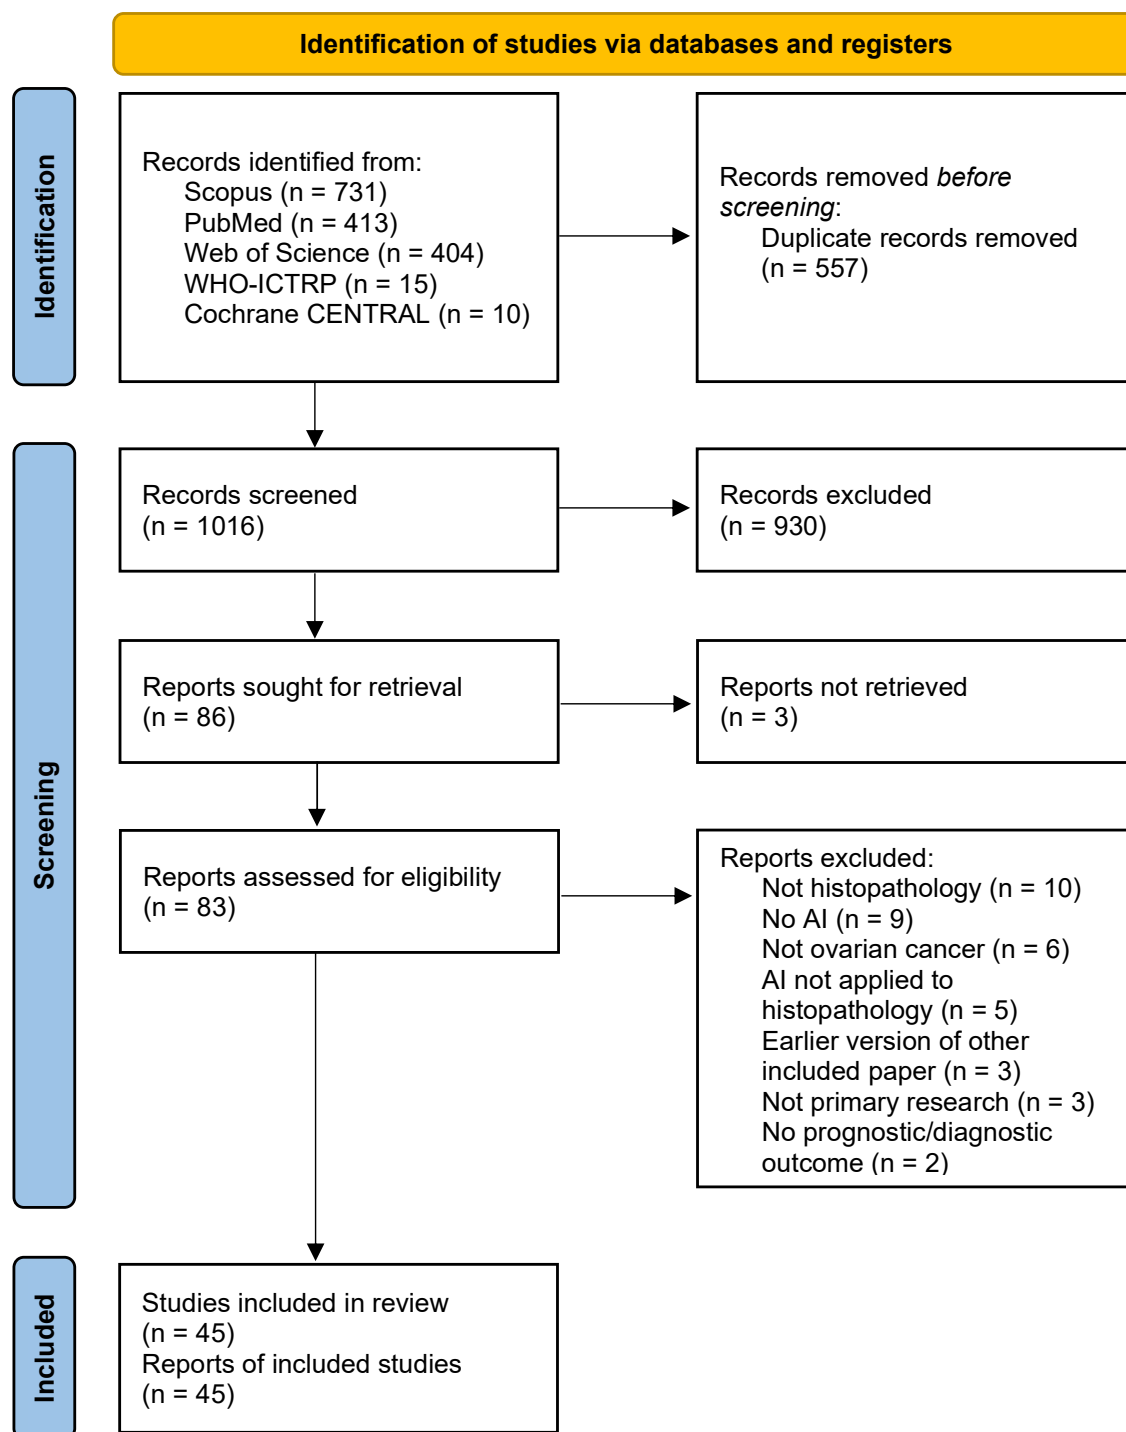 Identification of studies via databases and registers
Identification
Records identified from:
Scopus (n = 731)
PubMed (n = 413)
Web of Science (n = 404)
WHO-ICTRP (n = 15)
Cochrane CENTRAL (n = 10)
Records removed before
screening:
Duplicate records removed
(n = 557)
Screening
Records screened
(n = 1016)
Records excluded
(n = 930)
Reports sought for retrieval
(n = 86)
Reports not retrieved
(n = 3)
Reports assessed for eligibility
(n = 83)
Reports excluded:
Not histopathology (n = 10)
No AI (n = 9)
Not ovarian cancer (n = 6)
AI not applied to
histopathology (n = 5)
Earlier version of other
included paper (n = 3)
Not primary research (n = 3)
No prognostic/diagnostic
outcome (n = 2)
Included
Studies included in review
(n = 45)
Reports of included studies
(n = 45)